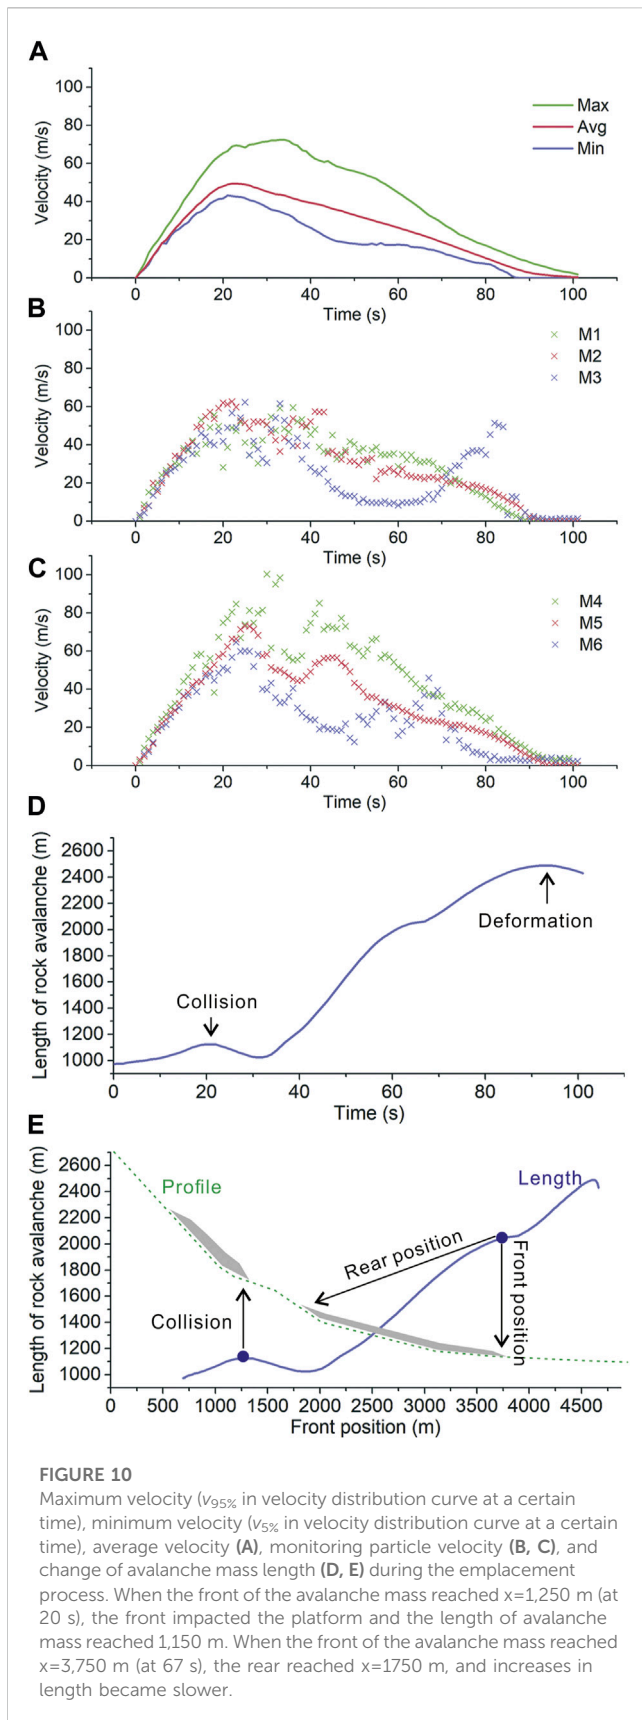 A
100
80
60
40
20
0
Velocity (m/s)
Max
Avg
Min
0 20 40 60 80 100
Time (s)
B
100
80
60
40
20
0
Velocity (m/s)
M1
M2
M3
0 20 40 60 80 100
Time (s)
C
100
80
60
40
20
0
Velocity (m/s)
M4
M5
M6
0 20 40 60 80 100
Time (s)
D
2600
2400
2200
2000
1800
1600
1400
1200
1000
Length of rock avalanche (m)
Collision
Deformation
0 20 40 60 80 100
Time (s)
E
2600
2400
2200
2000
1800
1600
1400
1200
1000
Length of rock avalanche (m)
Profile
Length
Rear position
Front position
Collision
0 500 1000 1500 2000 2500 3000 3500 4000 4500
Front position (m)
FIGURE 10
Maximum velocity (v95% in velocity distribution curve at a certain
time), minimum velocity (v5% in velocity distribution curve at a certain
time), average velocity (A), monitoring particle velocity (B, C), and
change of avalanche mass length (D, E) during the emplacement
process. When the front of the avalanche mass reached x=1,250 m (at
20 s), the front impacted the platform and the length of avalanche
mass reached 1,150 m. When the front of the avalanche mass reached
x=3,750 m (at 67 s), the rear reached x=1750 m, and increases in
length became slower.